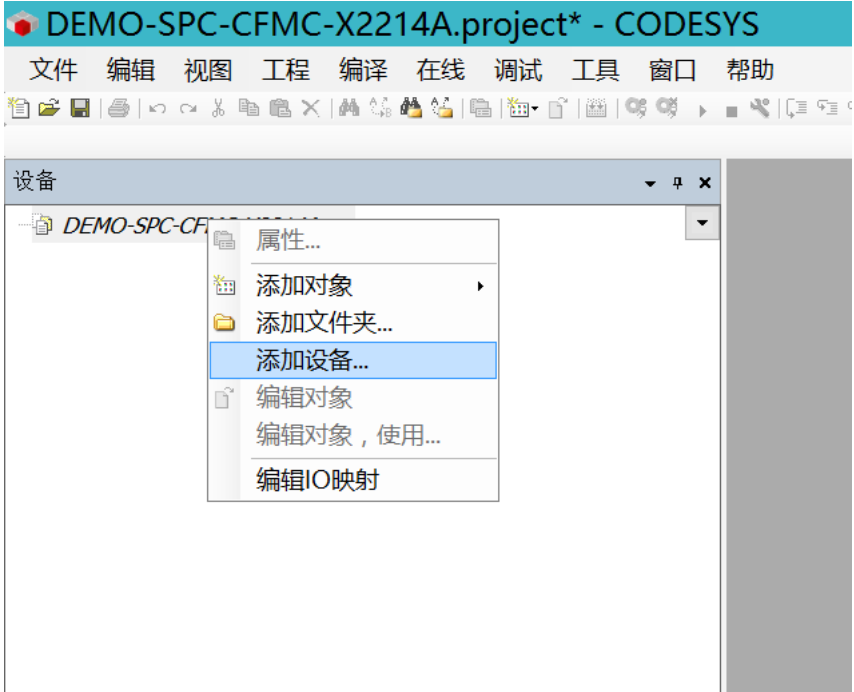 DEMO-SPC-CFMC-X2214A.project* - CODESYS
文件 编辑 视图 工程 编译 在线 调试 工具 窗口 帮助
设备
DEMO-SPC-CF
属性...
添加对象
添加文件夹...
添加设备...
编辑对象
编辑对象，使用...
编辑IO映射